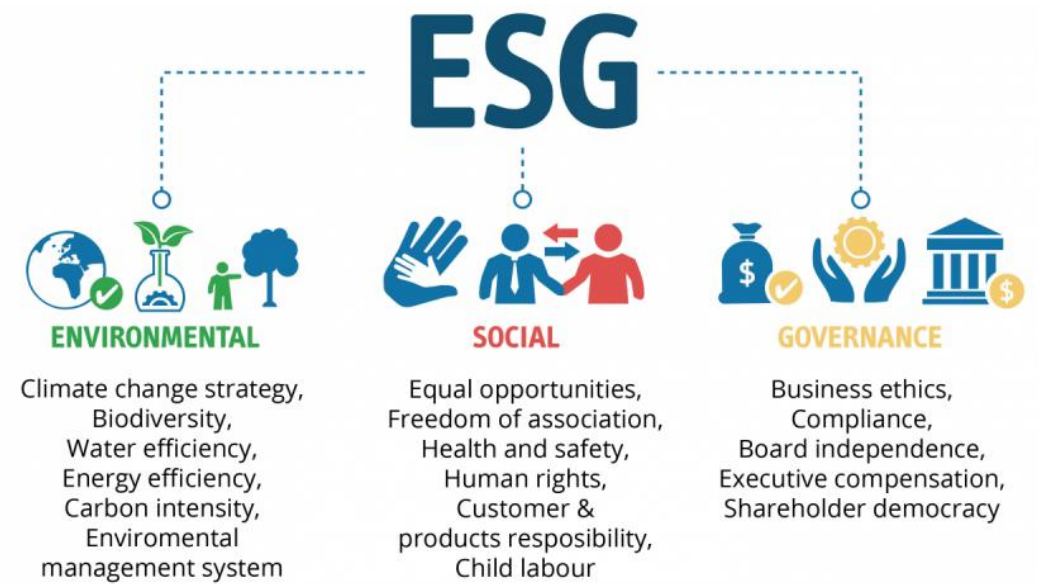 ESG
ENVIRONMENTAL
Climate change strategy,
Biodiversity,
Water efficiency,
Energy efficiency,
Carbon intensity,
Enviromental
management system
SOCIAL
Equal opportunities,
Freedom of association,
Health and safety,
Human rights,
Customer &
products resposibility,
Child labour
$
$
GOVERNANCE
Business ethics,
Compliance,
Board independence,
Executive compensation,
Shareholder democracy